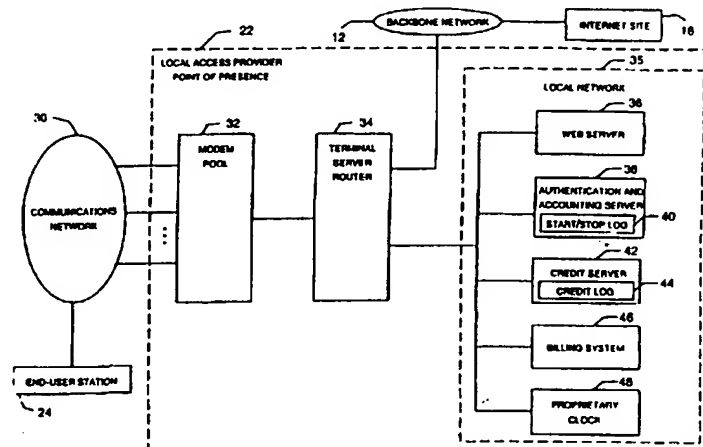 BACKBONE NETWORK
12
INTERNET SITE
16
22
LOCAL ACCESS PROVIDER
POINT OF PRESENCE
35
LOCAL NETWORK
30
COMMUNICATIONS
NETWORK
32
MODEM
POOL
34
TERMINAL
SERVER
ROUTER
36
WEB SERVER
38
AUTHENTICATION AND
ACCOUNTING SERVER
START/STOP LOG
40
42
CREDIT SERVER
CREDIT LOG
44
46
BILLING SYSTEM
48
PROPRIETARY
CLOCK
END-USER STATION
24